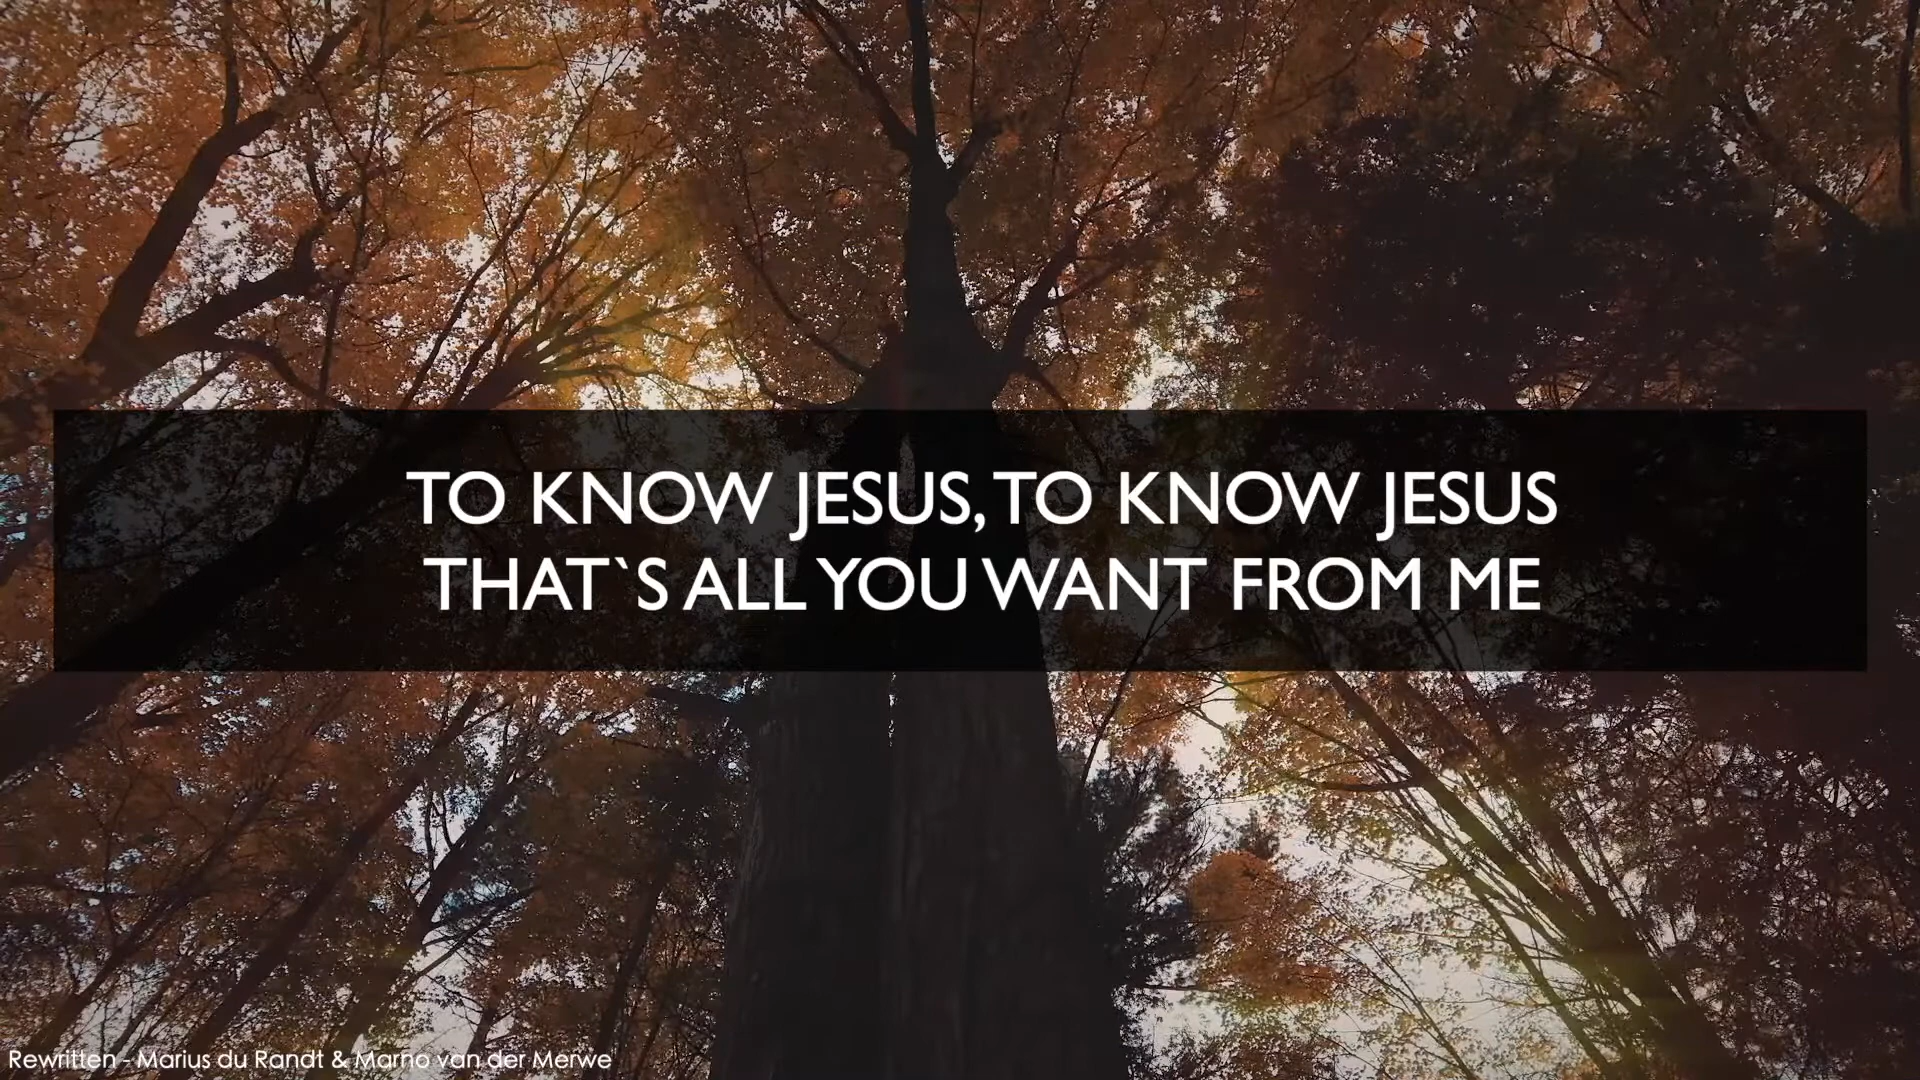 TO KNOW JESUS, TO KNOW JESUS
THAT`S ALL YOU WANT FROM ME
Rewritten - Marius du Randt & Marno van der Merwe